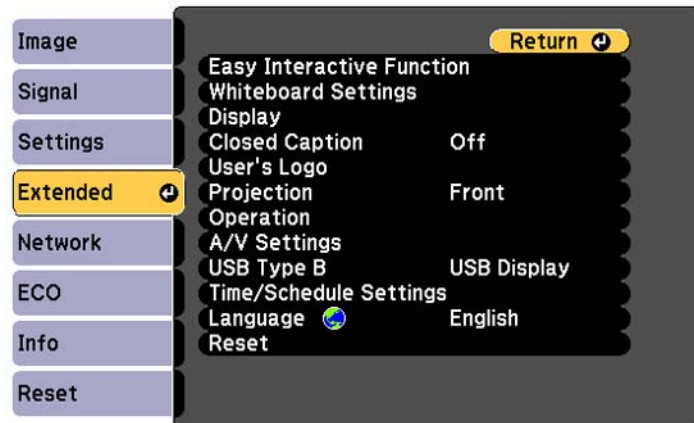 Image
Signal
Settings
Extended
Network
ECO
Info
Reset
Return
Easy Interactive Function
Whiteboard Settings
Display
Closed Caption Off
User's Logo
Projection Front
Operation
A/V Settings
USB Type B USB Display
Time/Schedule Settings
Language English
Reset